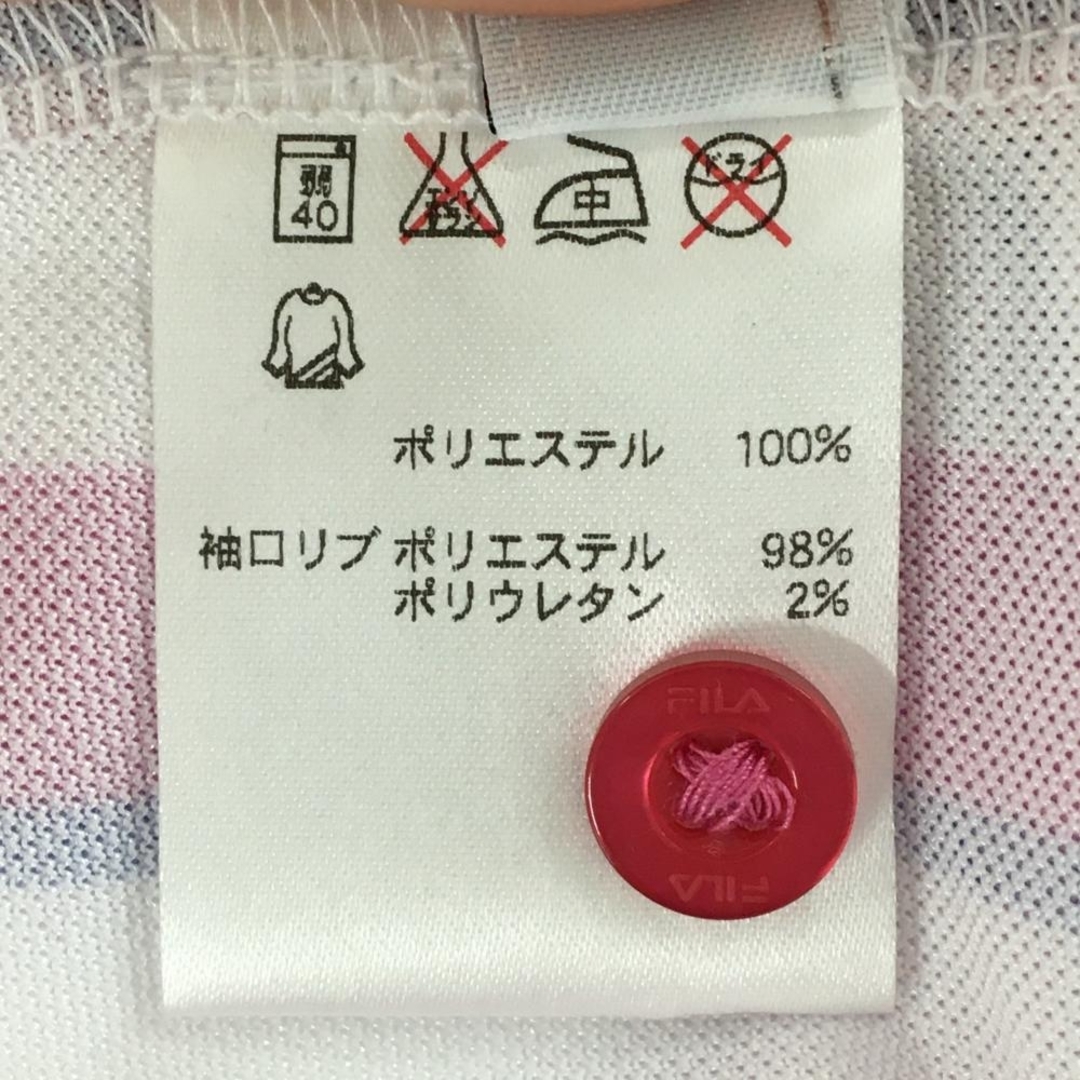 弱
40
エンソ
サラシ
中
ドライ
ポリエステル 100%
袖口リブ ポリエステル 98%
ポリウレタン 2%
FILA
FILA